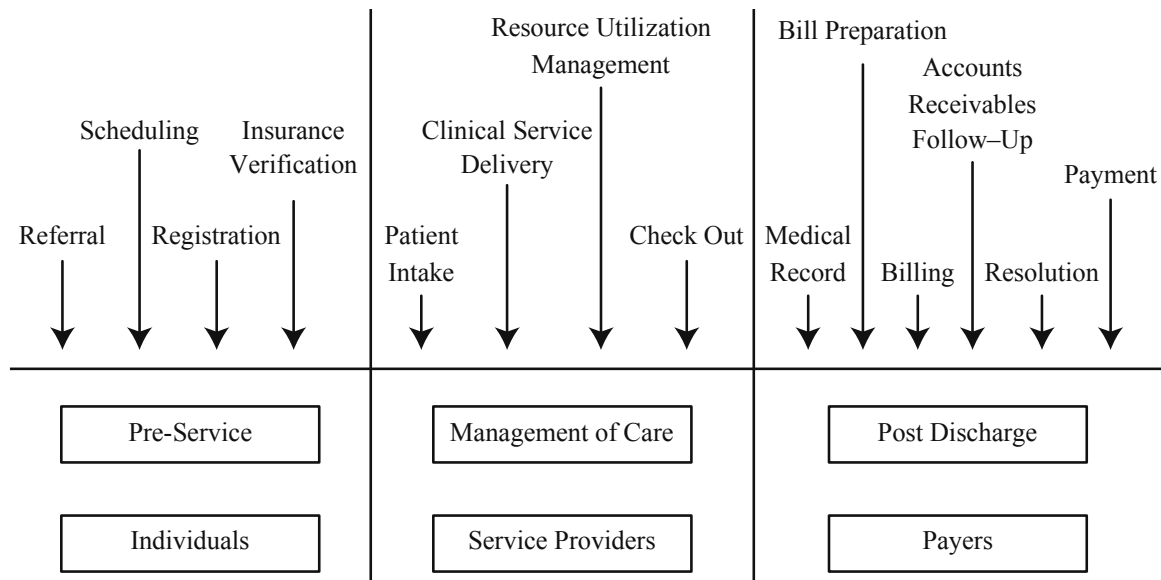 Referral
Scheduling
Registration
Insurance
Verification
Patient
Intake
Clinical Service
Delivery
Resource Utilization
Management
Check Out
Medical
Record
Bill Preparation
Billing
Accounts
Receivables
Follow–Up
Resolution
Payment
Pre-Service
Management of Care
Post Discharge
Individuals
Service Providers
Payers